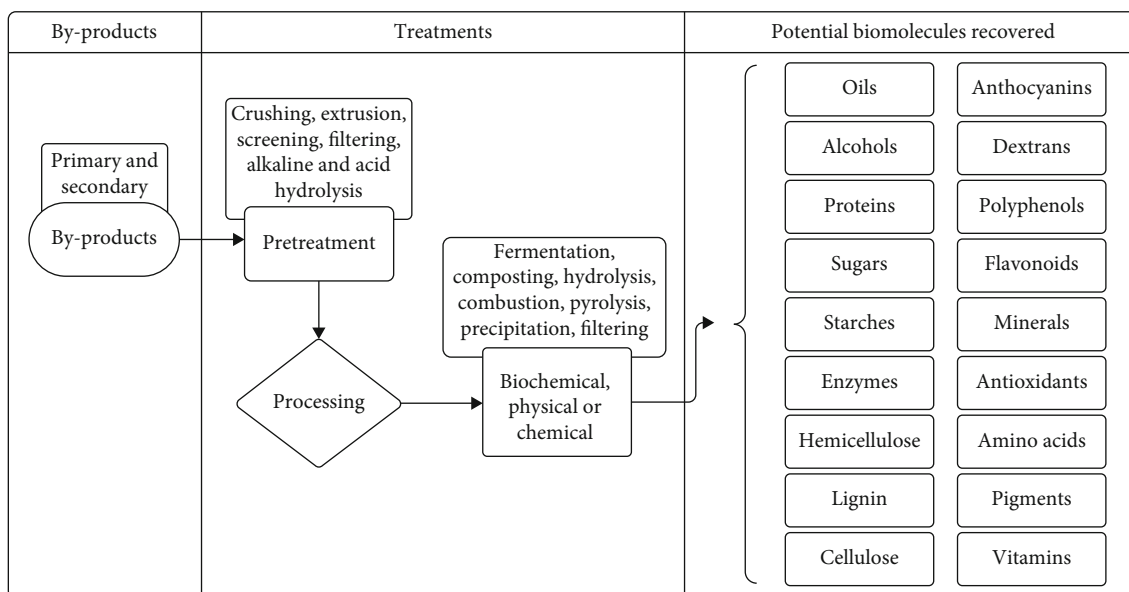 By-products
Treatments
Potential biomolecules recovered
Primary and
secondary
By-products
Crushing, extrusion,
screening, filtering,
alkaline and acid
hydrolysis
Pretreatment
Processing
Fermentation,
composting, hydrolysis,
combustion, pyrolysis,
precipitation, filtering
Biochemical,
physical or
chemical
Oils
Anthocyanins
Alcohols
Dextrans
Proteins
Polyphenols
Sugars
Flavonoids
Starches
Minerals
Enzymes
Antioxidants
Hemicellulose
Amino acids
Lignin
Pigments
Cellulose
Vitamins